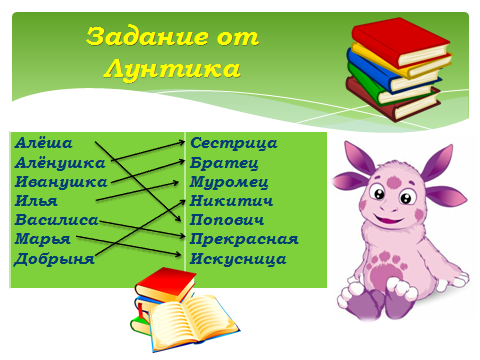 Задание от
Лунтика
Алёша
Алёнушка
Иванушка
Илья
Василиса
Марья
Добрыня
Сестрица
Братец
Муромец
Никитич
Попович
Прекрасная
Искусница